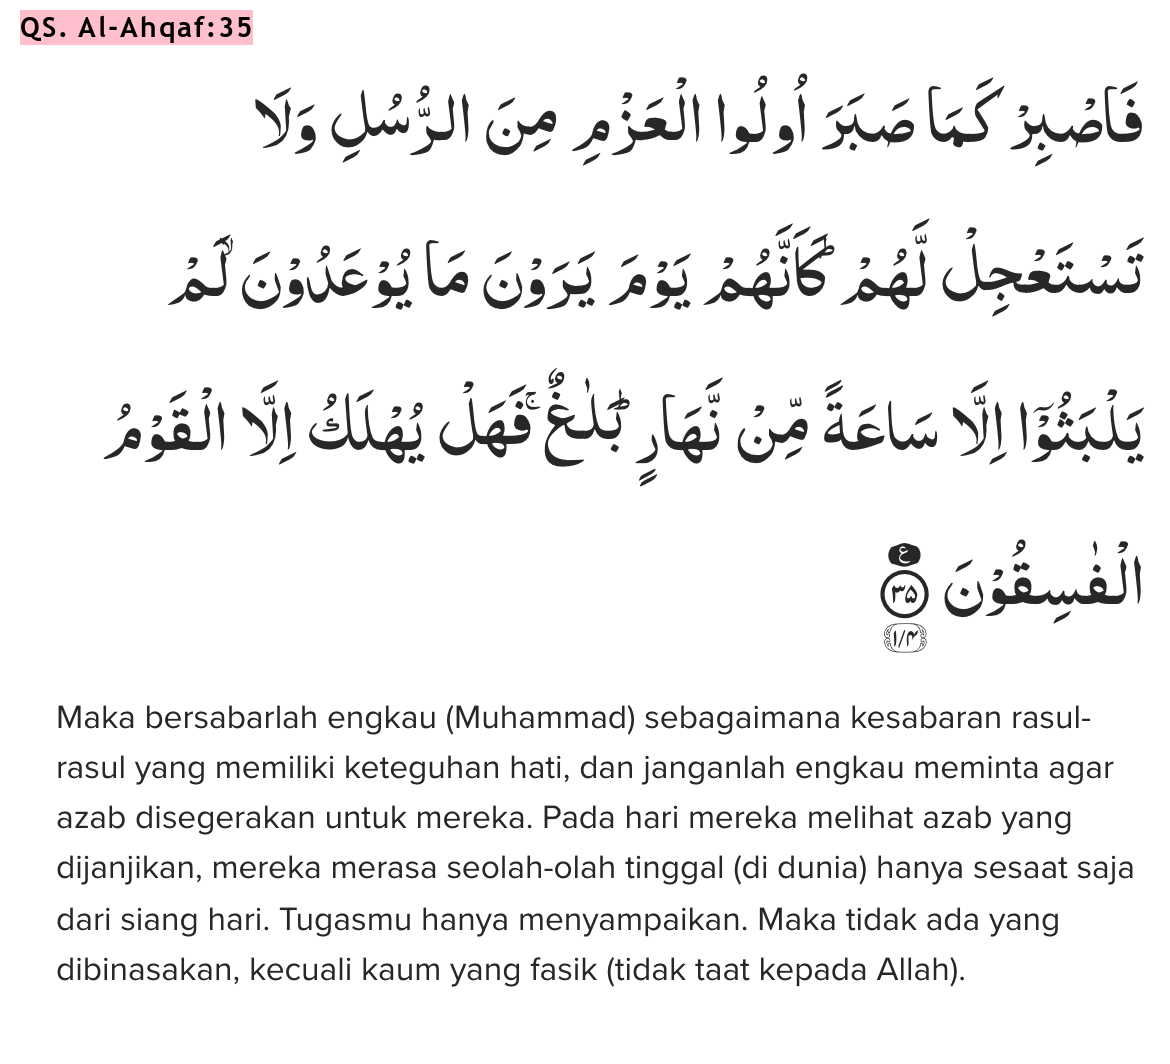 QS. Al-Ahqaf:35
فَاصْبِرْ كَمَا صَبَرَ اُولُوا الْعَزْمِ مِنَ الرُّسُلِ وَلَا
تَسْتَعْجِلْ لَّهُمْ ۗ كَاَنَّهُمْ يَوْمَ يَرَوْنَ مَا يُوْعَدُوْنَ ۙ لَمْ
يَلْبَثُوْٓا اِلَّا سَاعَةً مِّنْ نَّهَارٍ ۗ بَلٰغٌ ۚ فَهَلْ يُهْلَكُ اِلَّا الْقَوْمُ
الْفٰسِقُوْنَ
ع
٣٥
١/٤
Maka bersabarlah engkau (Muhammad) sebagaimana kesabaran rasul-
rasul yang memiliki keteguhan hati, dan janganlah engkau meminta agar
azab disegerakan untuk mereka. Pada hari mereka melihat azab yang
dijanjikan, mereka merasa seolah-olah tinggal (di dunia) hanya sesaat saja
dari siang hari. Tugasmu hanya menyampaikan. Maka tidak ada yang
dibinasakan, kecuali kaum yang fasik (tidak taat kepada Allah).